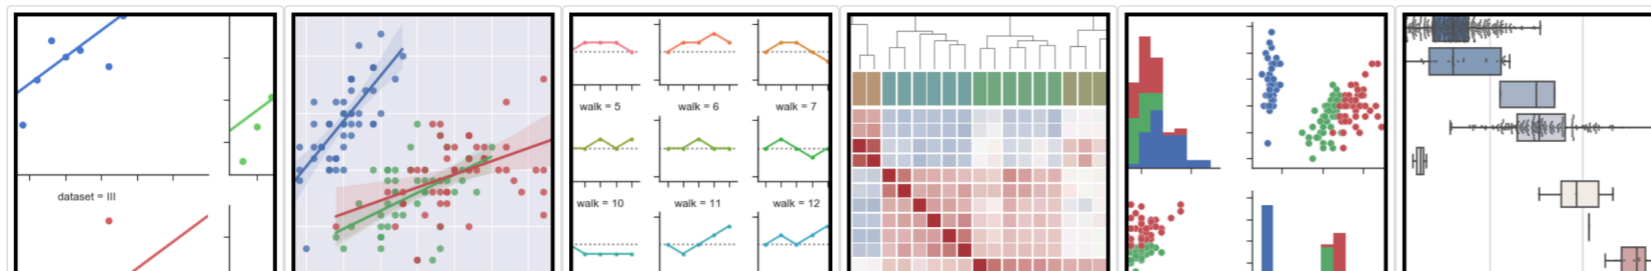 walk = 5
walk = 6
walk = 7
dataset = III
walk = 10
walk = 11
walk = 12